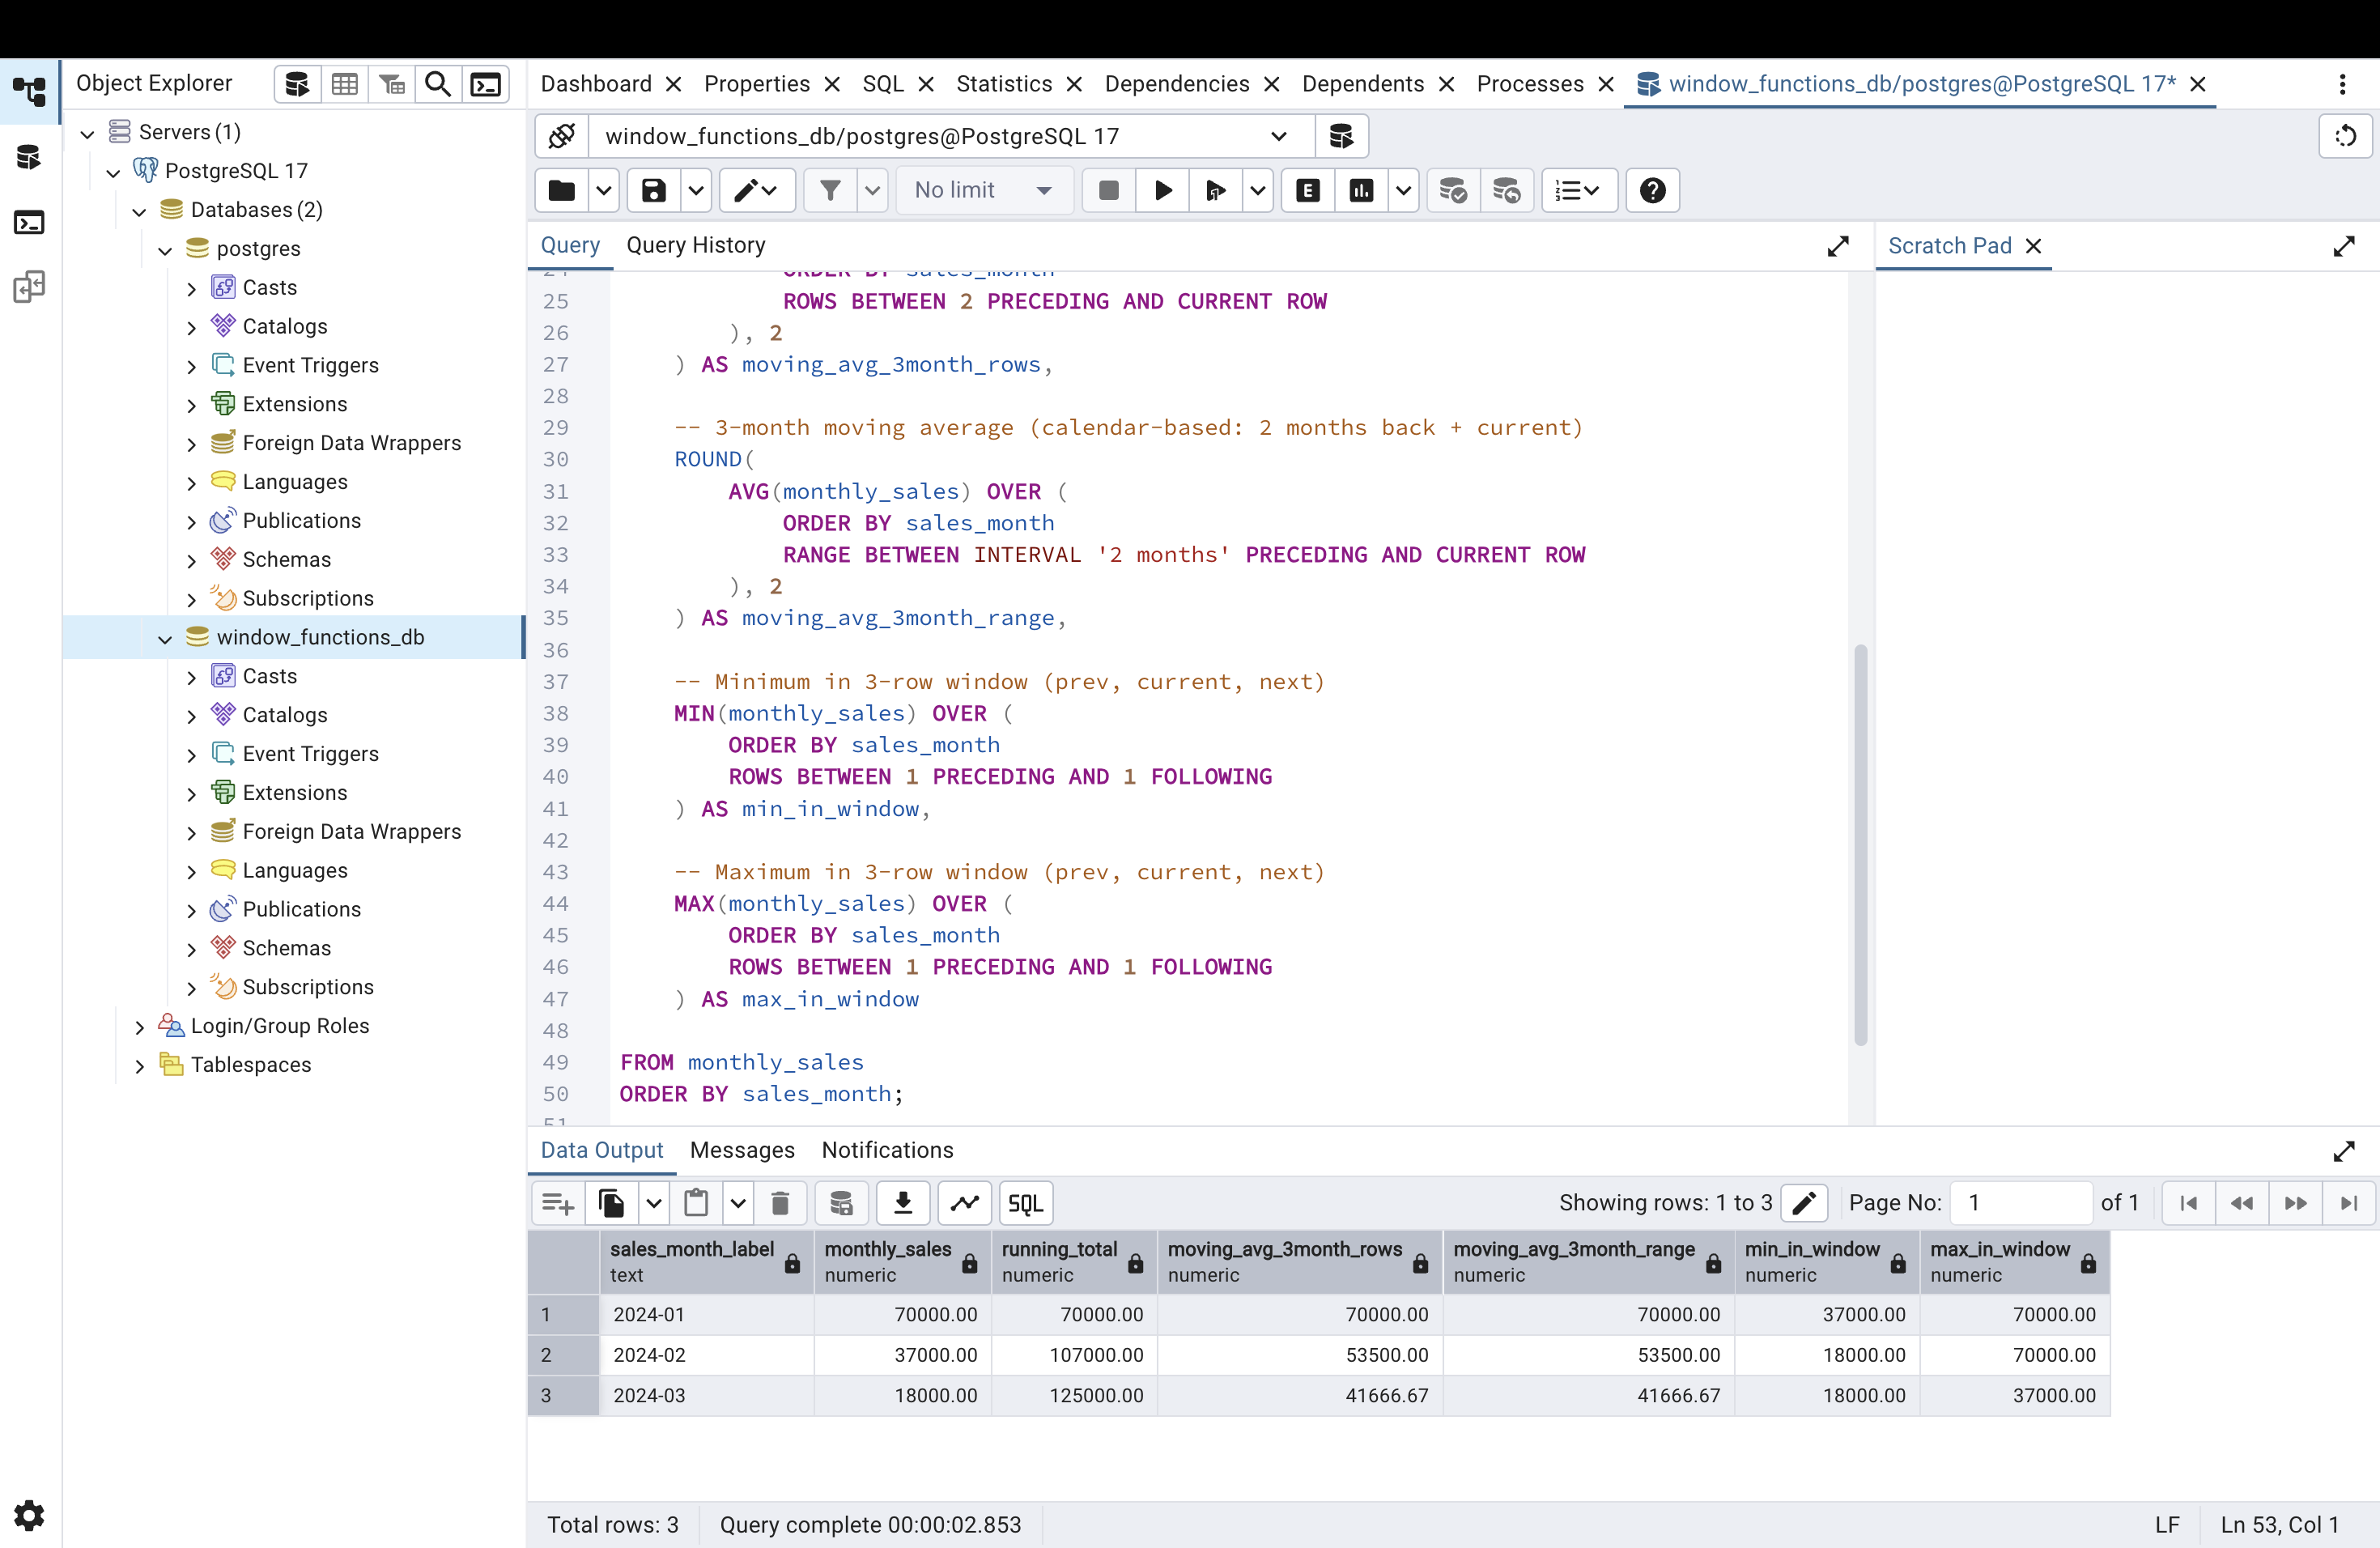 Object Explorer
Servers (1)
PostgreSQL 17
Databases (2)
postgres
Casts
Catalogs
Event Triggers
Extensions
Foreign Data Wrappers
Languages
Publications
Schemas
Subscriptions
window_functions_db
Casts
Catalogs
Event Triggers
Extensions
Foreign Data Wrappers
Languages
Publications
Schemas
Subscriptions
Login/Group Roles
Tablespaces
Dashboard Properties SQL Statistics Dependencies Dependents Processes window_functions_db/postgres@PostgreSQL 17*
window_functions_db/postgres@PostgreSQL 17
No limit E
Query Query History
Scratch Pad
24 ORDER BY sales_month
25 ROWS BETWEEN 2 PRECEDING AND CURRENT ROW
26 ), 2
27 ) AS moving_avg_3month_rows,
28
29 -- 3-month moving average (calendar-based: 2 months back + current)
30 ROUND(
31 AVG(monthly_sales) OVER (
32 ORDER BY sales_month
33 RANGE BETWEEN INTERVAL '2 months' PRECEDING AND CURRENT ROW
34 ), 2
35 ) AS moving_avg_3month_range,
36
37 -- Minimum in 3-row window (prev, current, next)
38 MIN(monthly_sales) OVER (
39 ORDER BY sales_month
40 ROWS BETWEEN 1 PRECEDING AND 1 FOLLOWING
41 ) AS min_in_window,
42
43 -- Maximum in 3-row window (prev, current, next)
44 MAX(monthly_sales) OVER (
45 ORDER BY sales_month
46 ROWS BETWEEN 1 PRECEDING AND 1 FOLLOWING
47 ) AS max_in_window
48
49 FROM monthly_sales
50 ORDER BY sales_month;
51
Data Output Messages Notifications
SQL Showing rows: 1 to 3 Page No: 1 of 1
sales_month_label monthly_sales running_total moving_avg_3month_rows moving_avg_3month_range min_in_window max_in_window
text numeric numeric numeric numeric numeric numeric
1 2024-01 70000.00 70000.00 70000.00 70000.00 37000.00 70000.00
2 2024-02 37000.00 107000.00 53500.00 53500.00 18000.00 70000.00
3 2024-03 18000.00 125000.00 41666.67 41666.67 18000.00 37000.00
Total rows: 3 Query complete 00:00:02.853 LF Ln 53, Col 1